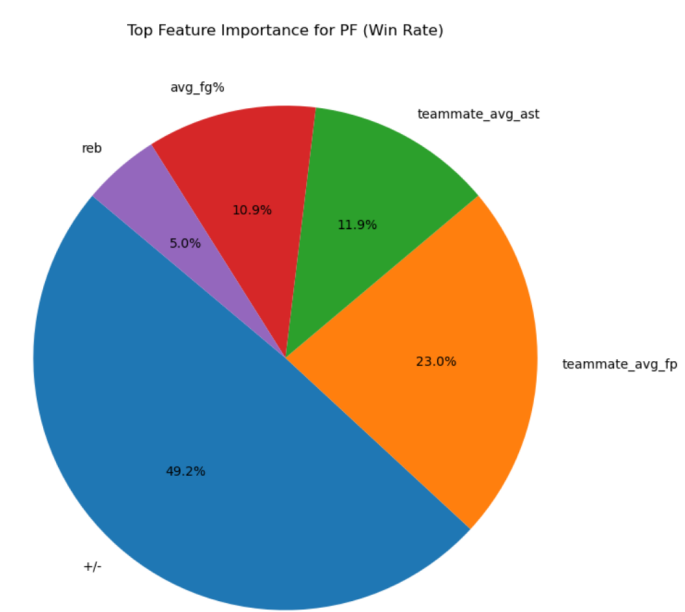 Top Feature Importance for PF (Win Rate)
avg_fg%
teammate_avg_ast
reb
10.9%
11.9%
5.0%
23.0%
teammate_avg_fp
49.2%
+/-